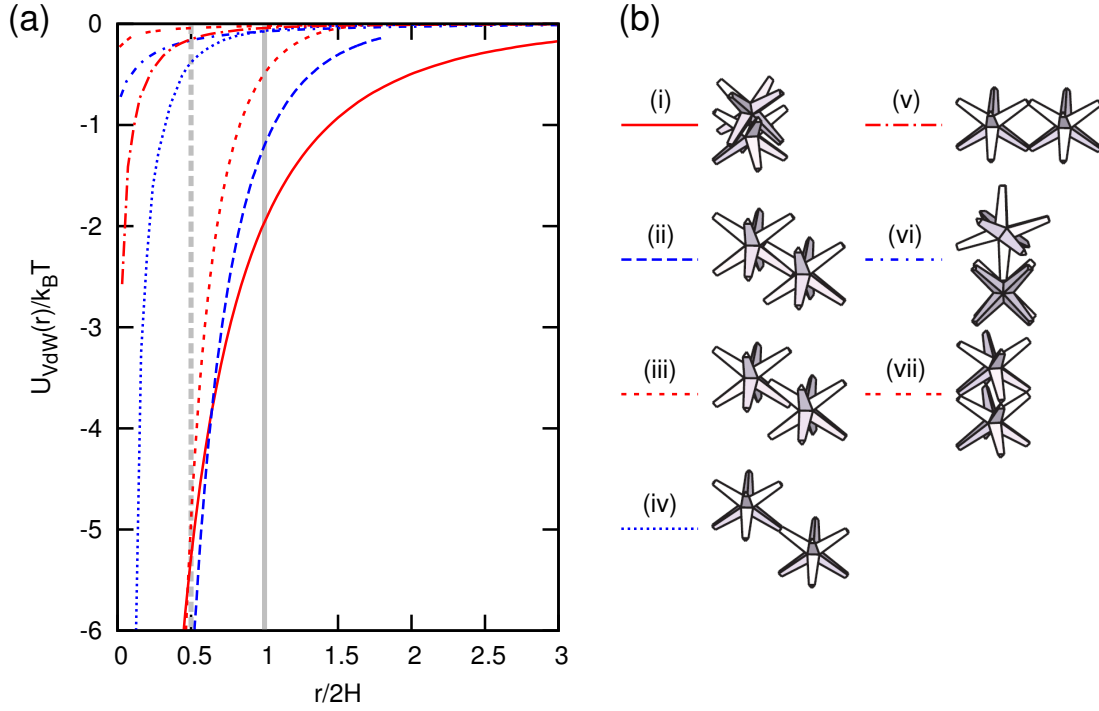 (a)
0
-1
-2
-3
-4
-5
-6
U_VdW(r)/k_BT
0 0.5 1 1.5 2 2.5 3
r/2H
(b)
(i) (v)
(ii) (vi)
(iii) (vii)
(iv)